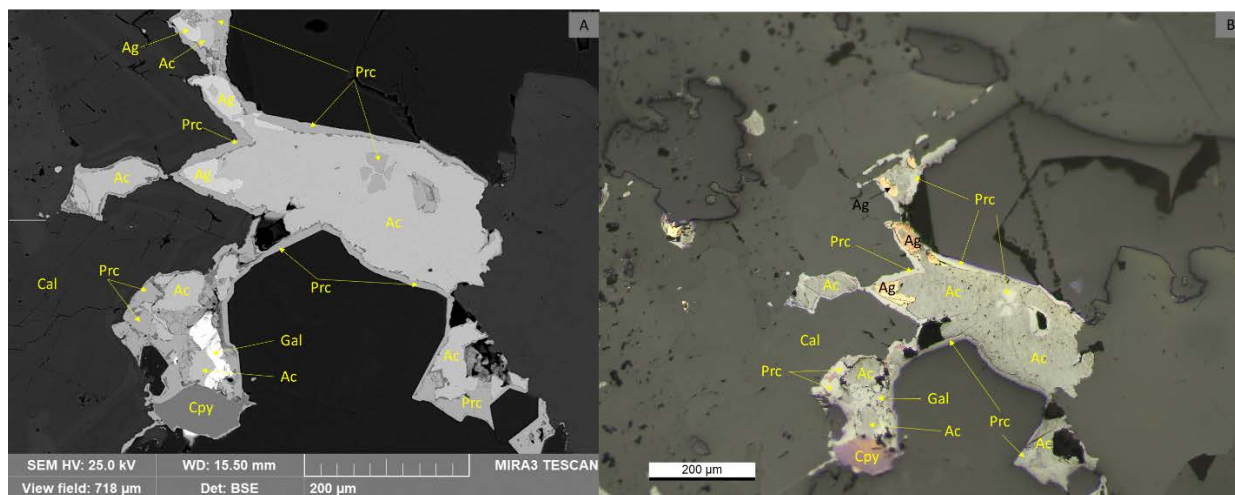 A
Ag
Ac
Prc
Ag
Prc
Ac
Ag
Ac
Prc
Cal
Ac
Prc
Gal
Ac
Ac
Cpy
Prc
SEM HV: 25.0 kV
WD: 15.50 mm
MIRA3 TESCAN
View field: 718 µm
Det: BSE
200 µm
B
Ag
Prc
Prc
Ag
Ac
Ag
Ac
Cal
Ac
Prc
Ac
Gal
Prc
Ac
Ac
Cpy
200 µm